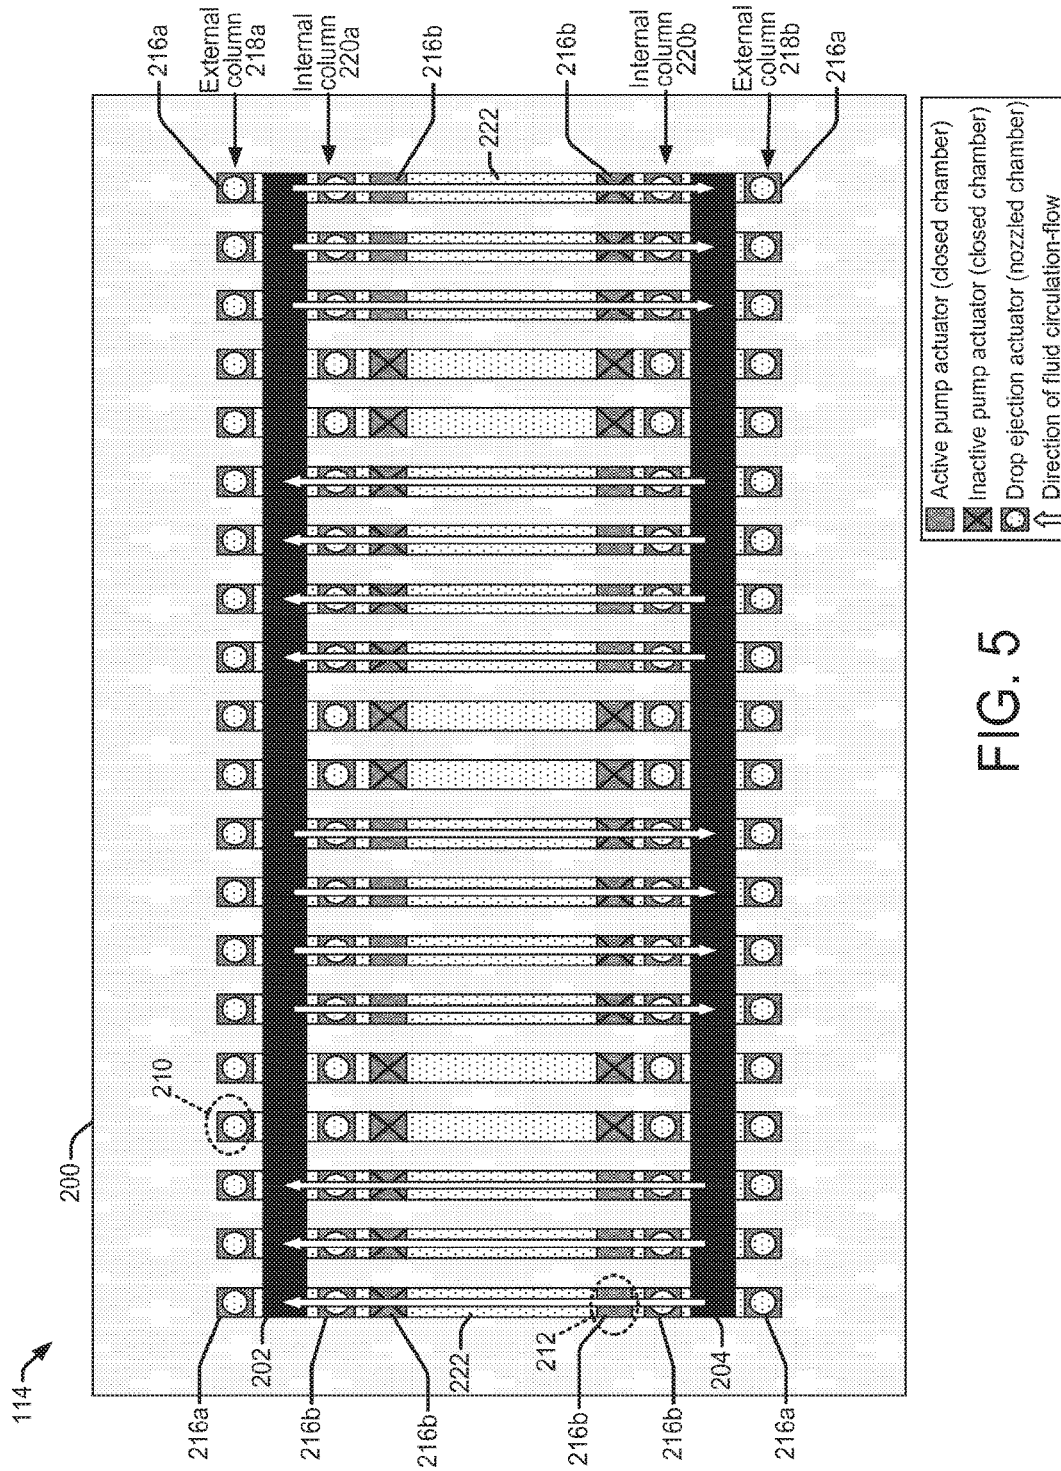 114
200
210
216a
202
216b
216b
222
212
216b
216b
204
216a
216a
External
column
218a
Internal
column
220a
216b
222
216b
Internal
column
220b
External
column
218b
216a
Active pump actuator (closed chamber)
Inactive pump actuator (closed chamber)
Drop ejection actuator (nozzled chamber)
Direction of fluid circulation-flow
FIG. 5